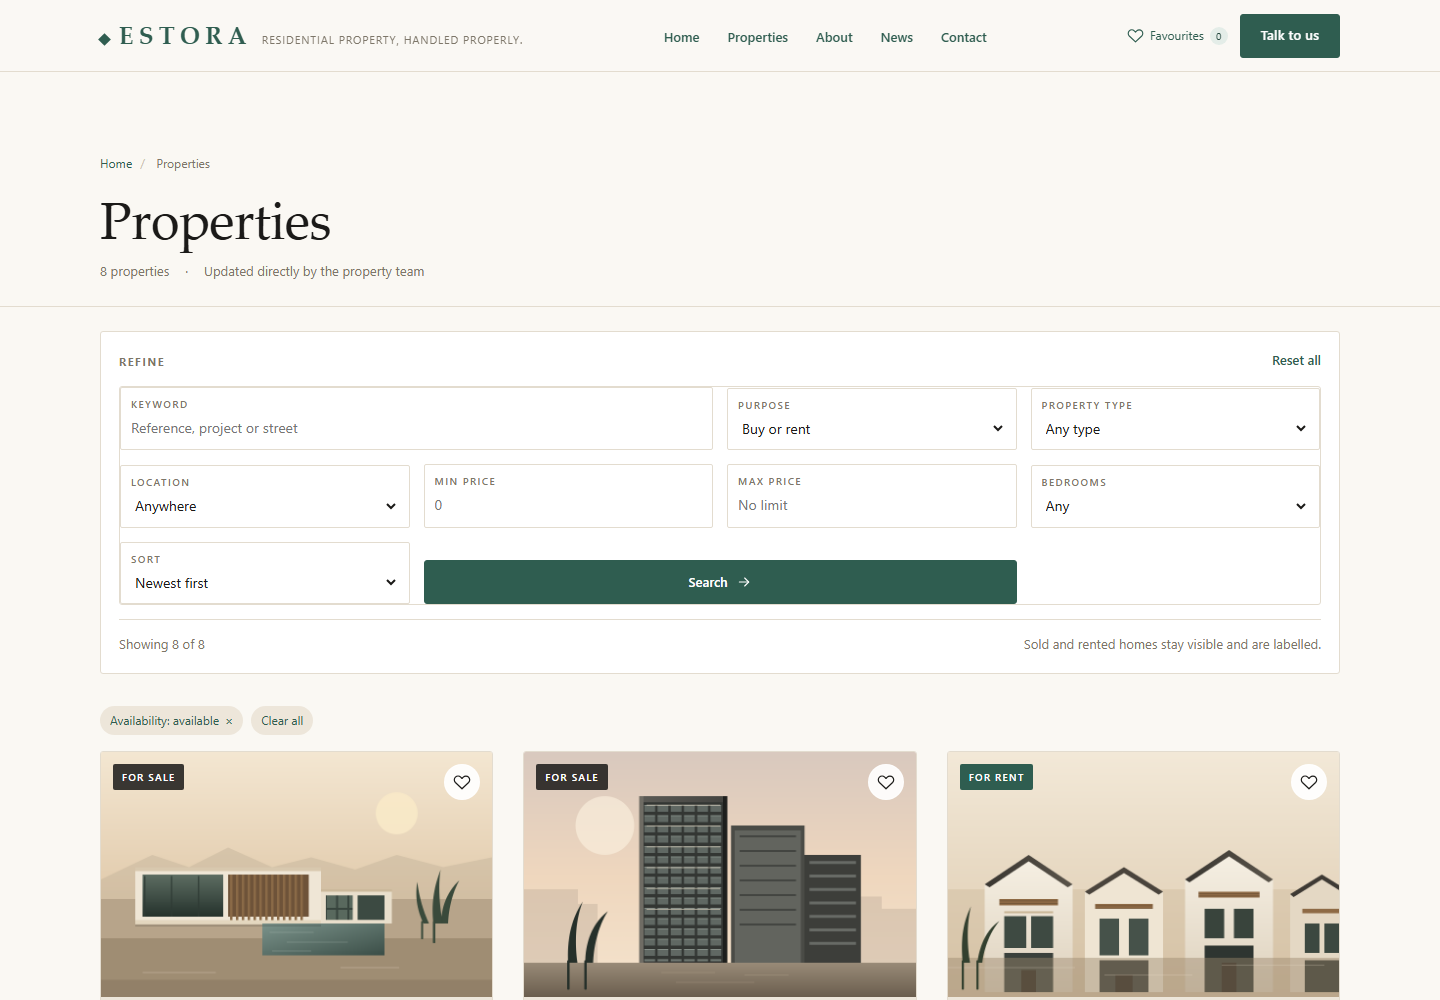 ESTORA RESIDENTIAL PROPERTY, HANDLED PROPERLY.
Home Properties About News Contact
Favourites 0
Talk to us
Home / Properties
Properties
8 properties · Updated directly by the property team
REFINE
Reset all
KEYWORD
Reference, project or street
PURPOSE
Buy or rent
PROPERTY TYPE
Any type
LOCATION
Anywhere
MIN PRICE
0
MAX PRICE
No limit
BEDROOMS
Any
SORT
Newest first
Search →
Showing 8 of 8
Sold and rented homes stay visible and are labelled.
Availability: available ×
Clear all
FOR SALE
FOR SALE
FOR RENT